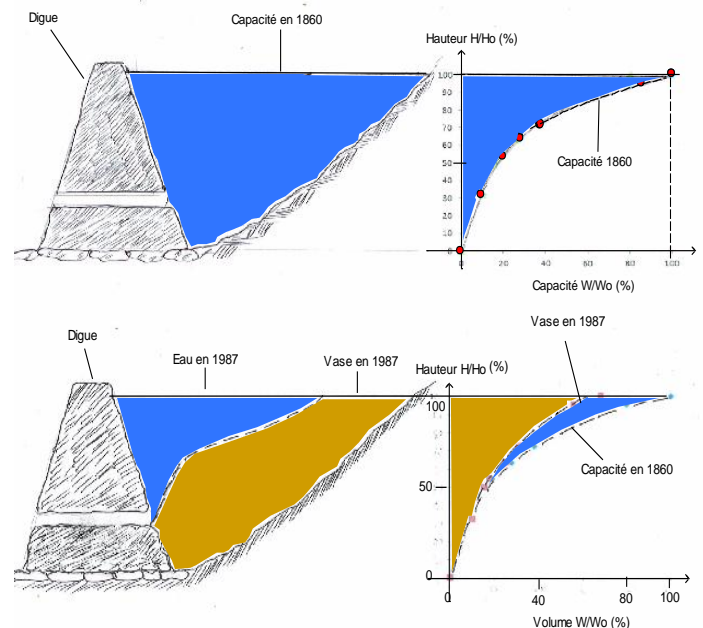 Digue
Capacité en 1860
Hauteur H/Ho (%)
100
90
80
70
60
50
40
30
20
10
0
Capacité 1860
0 20 40 60 80 100
Capacité W/Wo (%)
Vase en 1987
Digue
Eau en 1987
Vase en 1987
Hauteur H/Ho (%)
100
50
0
Capacité en 1860
0 40 80 100
Volume W/Wo (%)